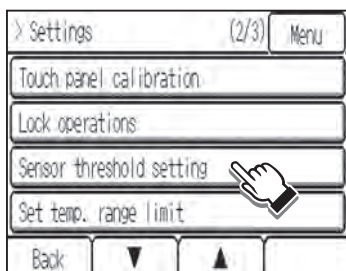 > Settings (2/3) Menu
Touch panel calibration
Lock operations
Sensor threshold setting
Set temp. range limit
Back ▼ ▲